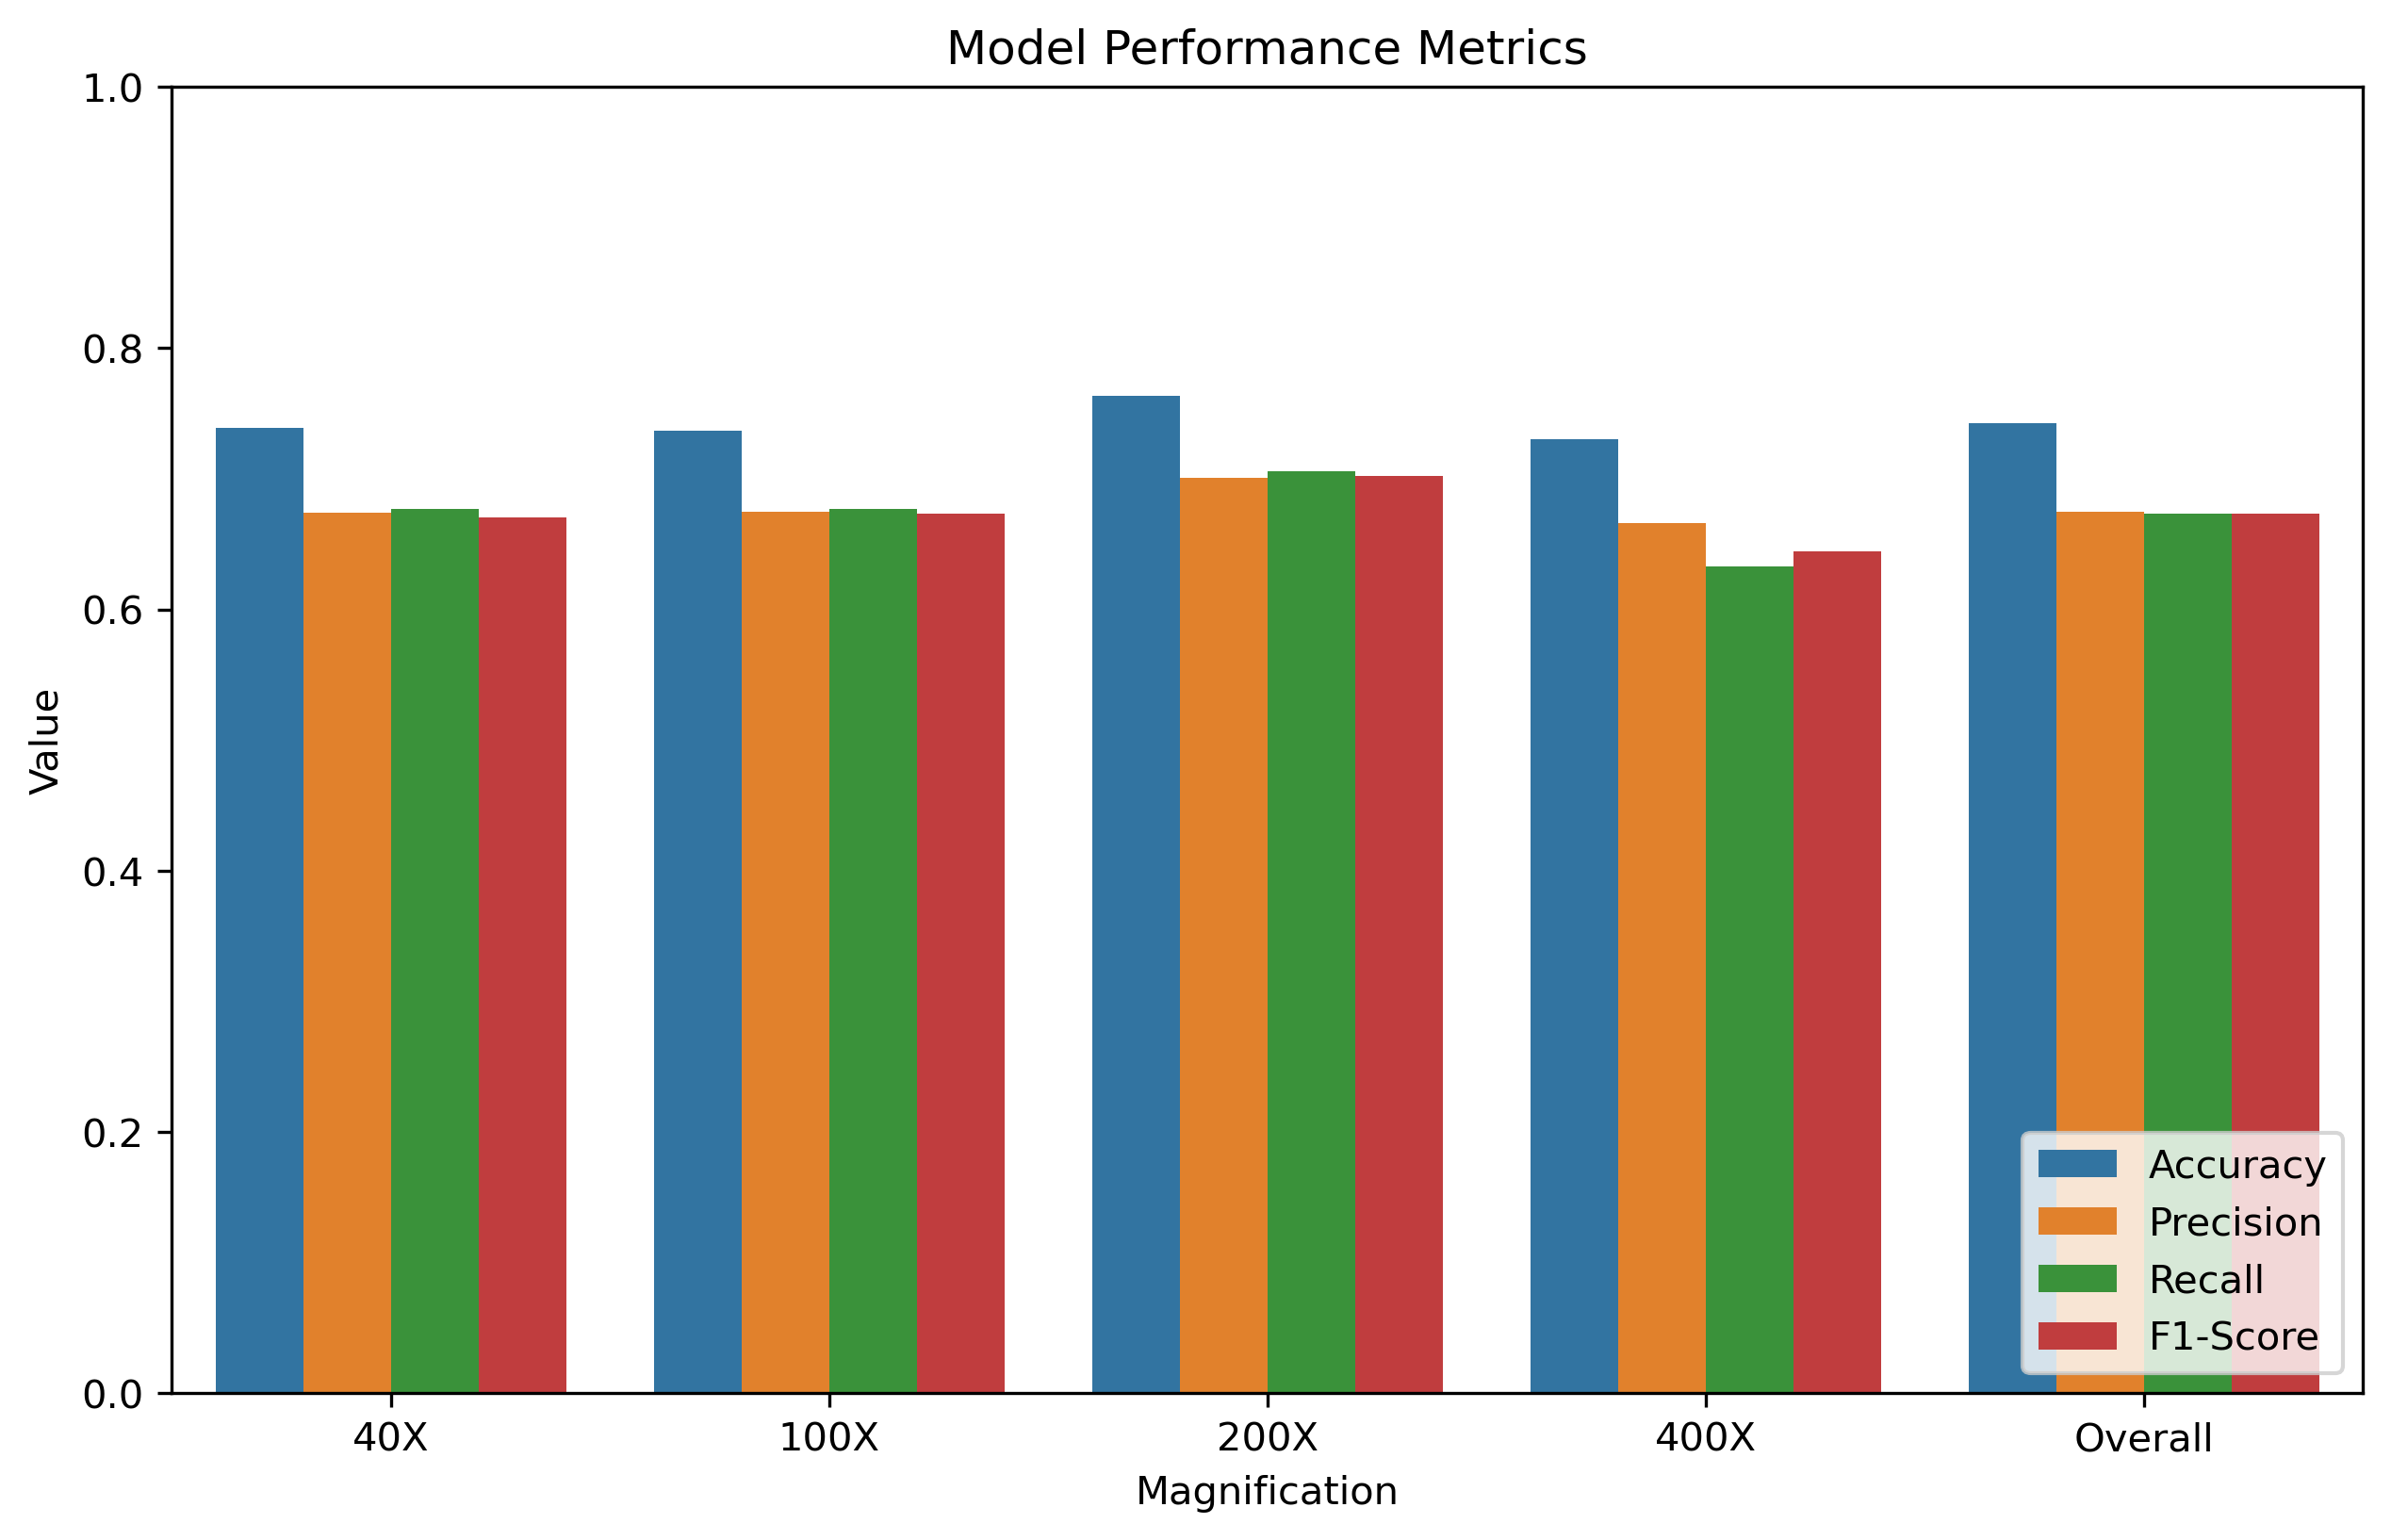 Model Performance Metrics
1.0
0.8
0.6
0.4
0.2
0.0
Value
40X
100X
200X
400X
Overall
Magnification
Accuracy
Precision
Recall
F1-Score